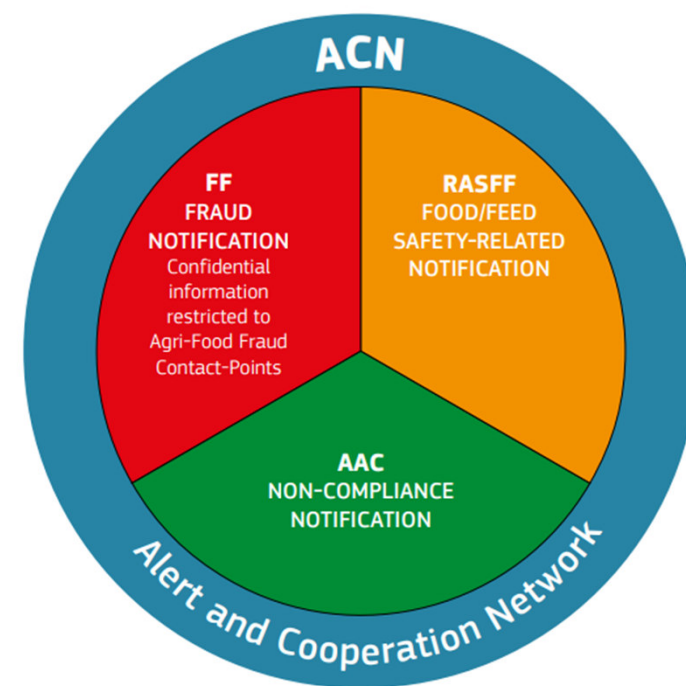 ACN
FF
FRAUD
NOTIFICATION
Confidential
information
restricted to
Agri-Food Fraud
Contact-Points
RASFF
FOOD/FEED
SAFETY-RELATED
NOTIFICATION
AAC
NON-COMPLIANCE
NOTIFICATION
Alert and Cooperation Network